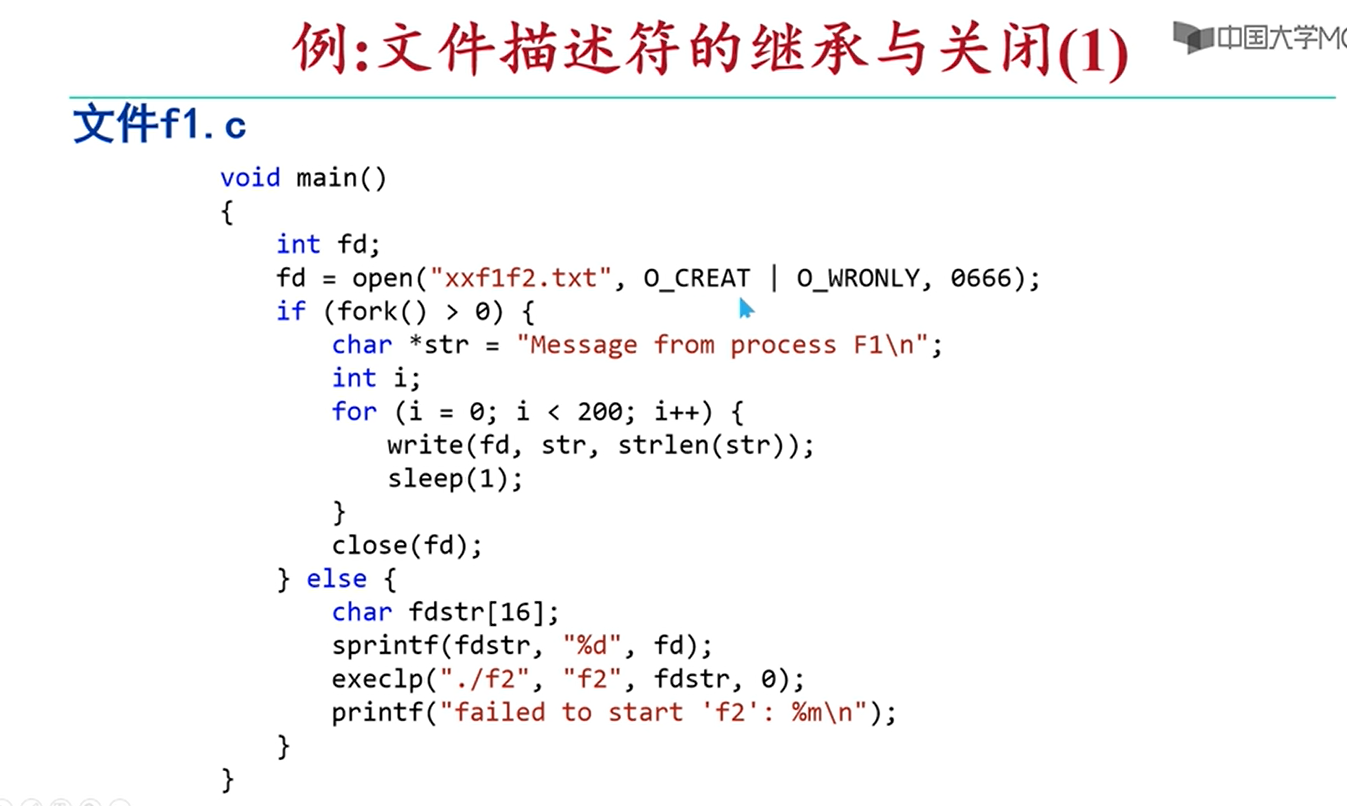 例:文件描述符的继承与关闭(1)
中国大学MO
文件f1.c
void main()
{
    int fd;
    fd = open("xxf1f2.txt", O_CREAT | O_WRONLY, 0666);
    if (fork() > 0) {
        char *str = "Message from process F1\n";
        int i;
        for (i = 0; i < 200; i++) {
            write(fd, str, strlen(str));
            sleep(1);
        }
        close(fd);
    } else {
        char fdstr[16];
        sprintf(fdstr, "%d", fd);
        execlp("./f2", "f2", fdstr, 0);
        printf("failed to start 'f2': %m\n");
    }
}